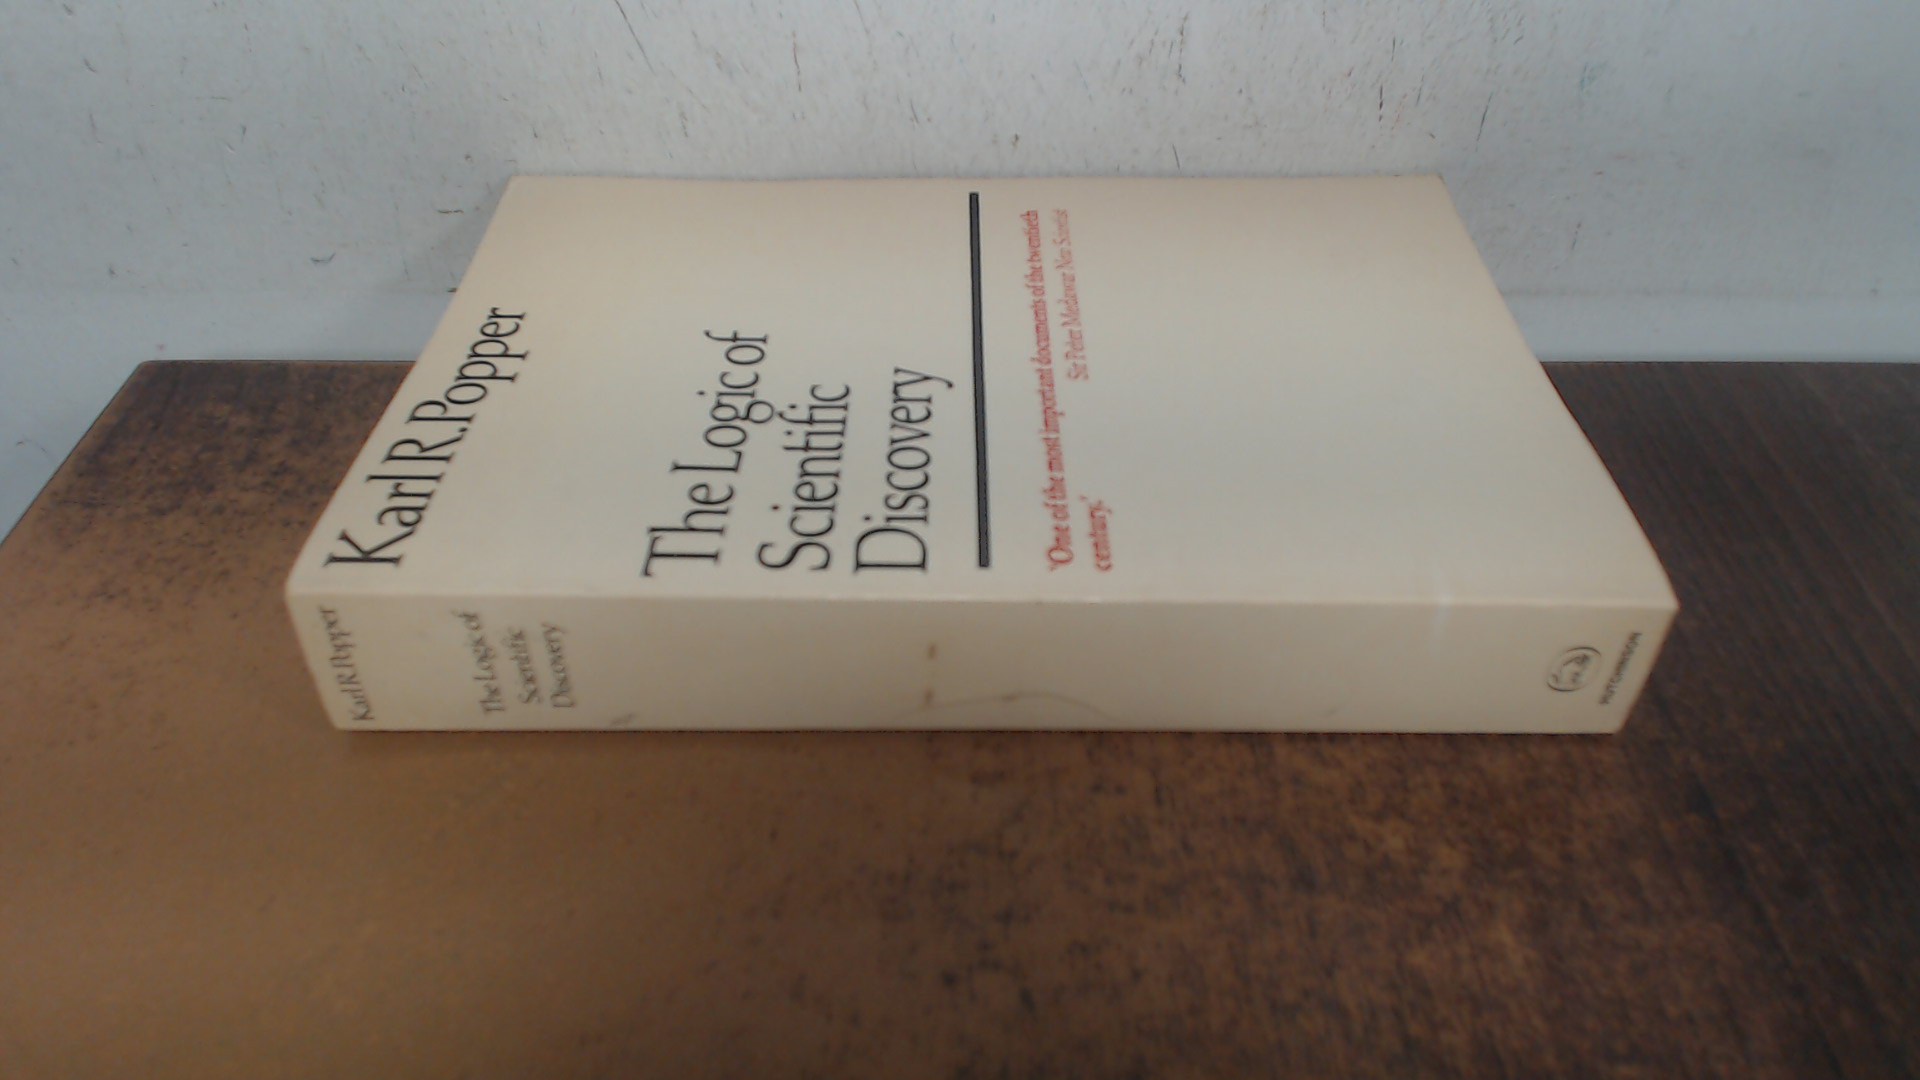 Karl R. Popper
The Logic of
Scientific
Discovery
'One of the most important documents of the twentieth
century.'
Sir Peter Medawar New Scientist
Karl R. Popper
The Logic of
Scientific
Discovery
HUTCHINSON